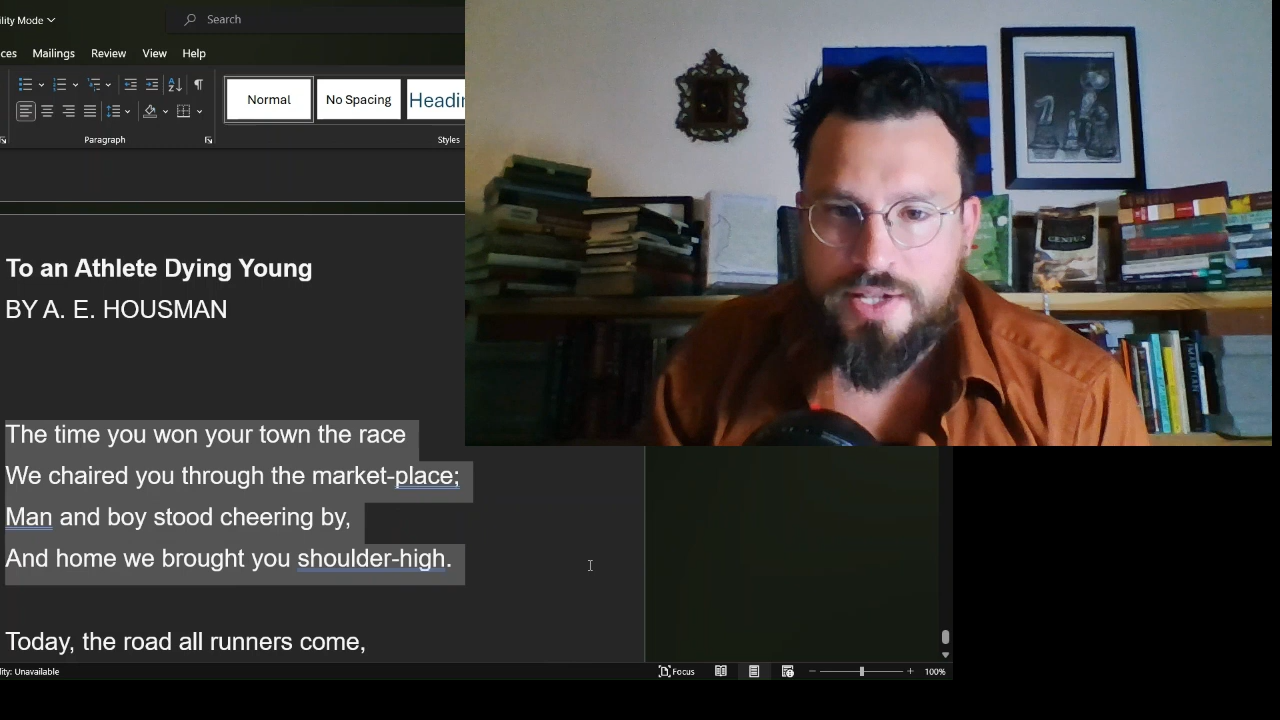 ility Mode
Search
ces Mailings Review View Help
Normal
No Spacing
Headin
Paragraph
Styles
GENIUS
To an Athlete Dying Young
BY A. E. HOUSMAN
The time you won your town the race
We chaired you through the market-place;
Man and boy stood cheering by,
And home we brought you shoulder-high.
Today, the road all runners come,
lity: Unavailable
Focus
100%